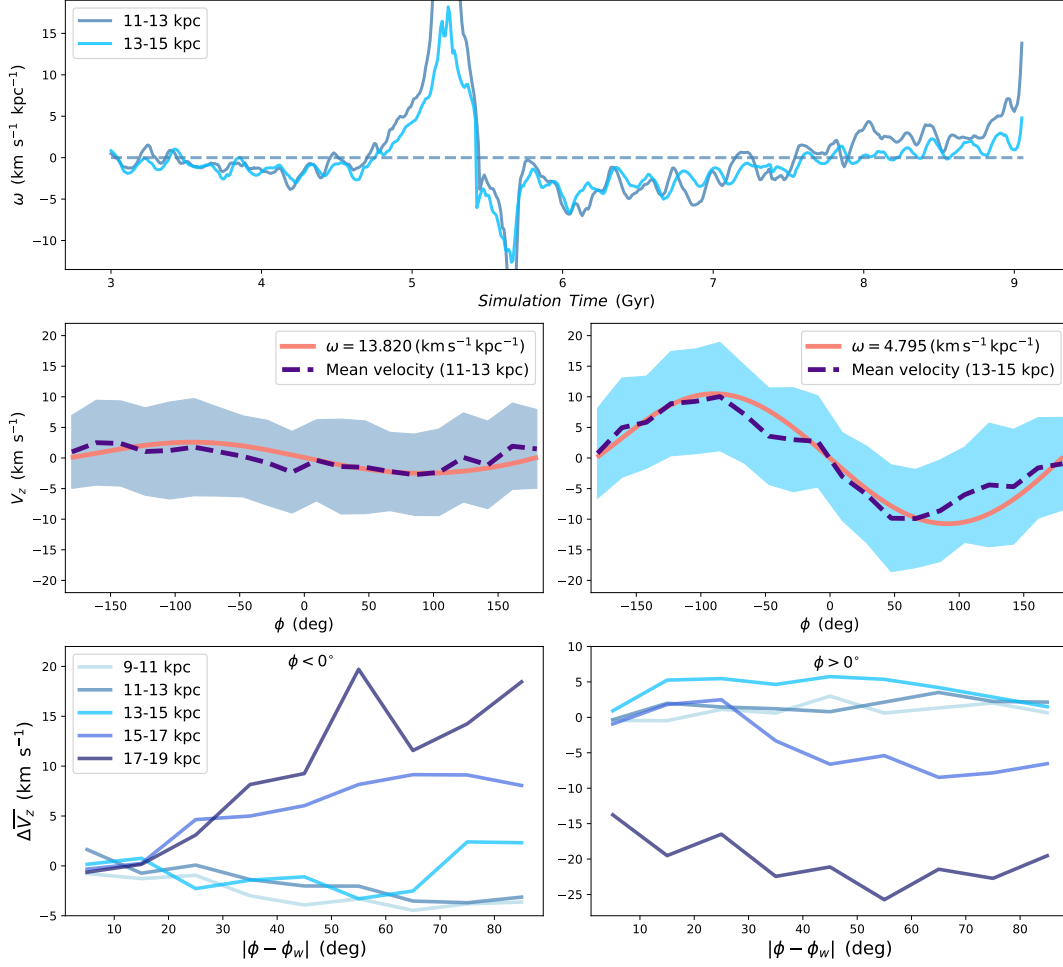 11-13 kpc
13-15 kpc
15
10
5
0
−5
−10
ω (km s⁻¹ kpc⁻¹)
3 4 5 6 7 8 9
Simulation Time (Gyr)
20
15
10
5
0
−5
−10
−15
−20
V_z (km s⁻¹)
ω = 13.820 (km s⁻¹ kpc⁻¹)
Mean velocity (11-13 kpc)
−150 −100 −50 0 50 100 150
ϕ (deg)
20
15
10
5
0
−5
−10
−15
−20
ω = 4.795 (km s⁻¹ kpc⁻¹)
Mean velocity (13-15 kpc)
−150 −100 −50 0 50 100 150
ϕ (deg)
20
15
10
5
0
−5
Δ\overline{V_z} (km s⁻¹)
9-11 kpc
11-13 kpc
13-15 kpc
15-17 kpc
17-19 kpc
ϕ < 0°
10 20 30 40 50 60 70 80
|ϕ − ϕ_w| (deg)
10
5
0
−5
−10
−15
−20
−25
ϕ > 0°
10 20 30 40 50 60 70 80
|ϕ − ϕ_w| (deg)